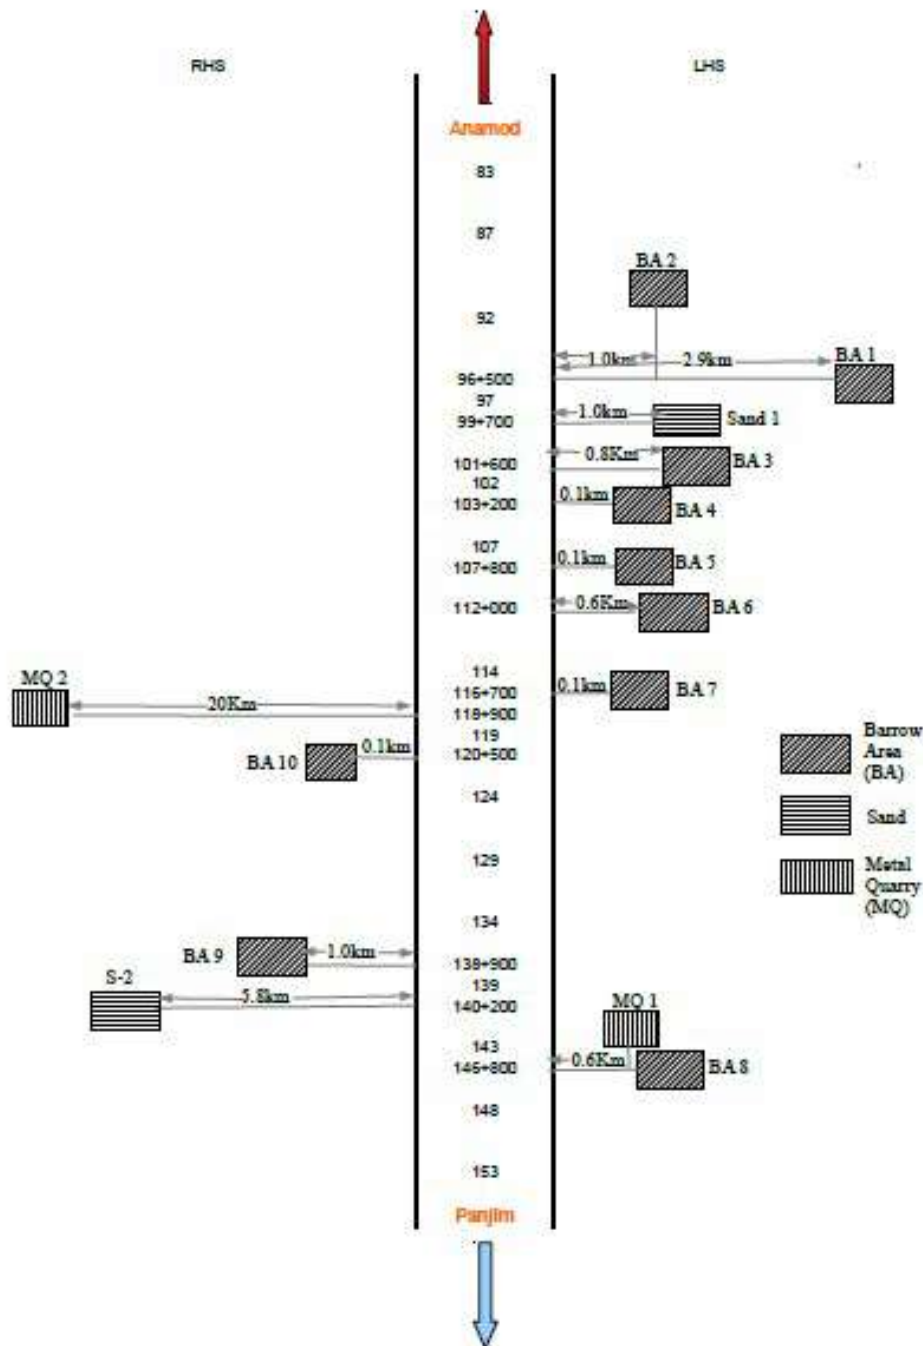 RHS
LHS
Anamod
83
87
BA 2
92
1.0km
2.9km
BA 1
96+500
97
1.0km
Sand 1
99+700
0.8Km
101+600
BA 3
102
0.1km
103+200
BA 4
107
0.1km
BA 5
107+800
112+000
0.6Km
BA 6
MQ 2
114
20Km
116+700
0.1km
BA 7
118+900
119
0.1km
BA 10
120+500
Barrow
Area
(BA)
124
Sand
129
Metal
Quarry
(MQ)
134
BA 9
1.0km
138+900
S-2
139
5.8km
140+200
MQ 1
143
0.6Km
BA 8
146+800
148
153
Panjim